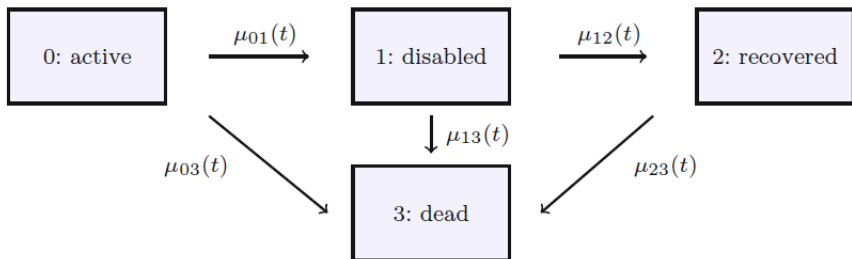 μ₀₁(t) μ₁₂(t)
0: active 1: disabled 2: recovered
μ₁₃(t)
μ₀₃(t) μ₂₃(t)
3: dead